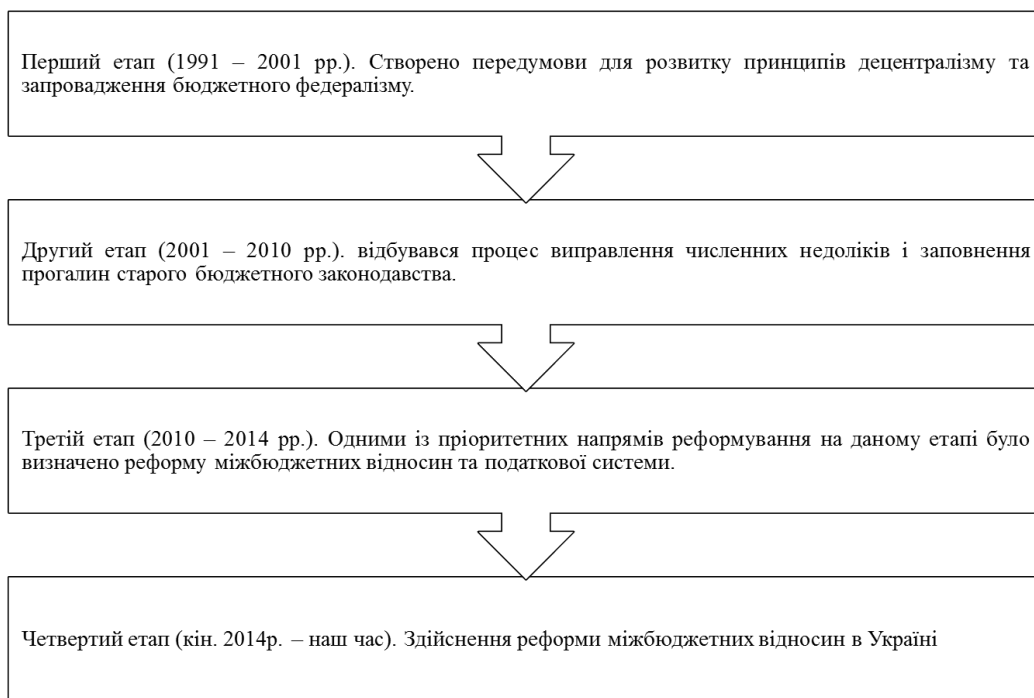 Перший етап (1991 – 2001 рр.). Створено передумови для розвитку принципів децентралізму та
запровадження бюджетного федералізму.
Другий етап (2001 – 2010 рр.). відбувався процес виправлення численних недоліків і заповнення
прогалин старого бюджетного законодавства.
Третій етап (2010 – 2014 рр.). Одними із пріоритетних напрямів реформування на даному етапі було
визначено реформу міжбюджетних відносин та податкової системи.
Четвертий етап (кін. 2014р. – наш час). Здійснення реформи міжбюджетних відносин в Україні